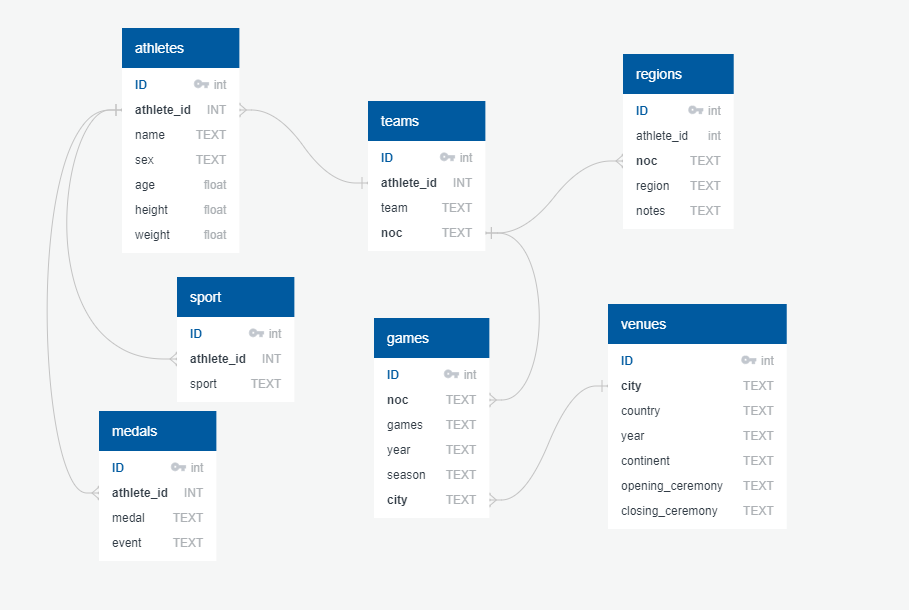 athletes
ID int
athlete_id INT
name TEXT
sex TEXT
age float
height float
weight float
teams
ID int
athlete_id INT
team TEXT
noc TEXT
regions
ID int
athlete_id int
noc TEXT
region TEXT
notes TEXT
sport
ID int
athlete_id INT
sport TEXT
games
ID int
noc TEXT
games TEXT
year TEXT
season TEXT
city TEXT
venues
ID int
city TEXT
country TEXT
year TEXT
continent TEXT
opening_ceremony TEXT
closing_ceremony TEXT
medals
ID int
athlete_id INT
medal TEXT
event TEXT